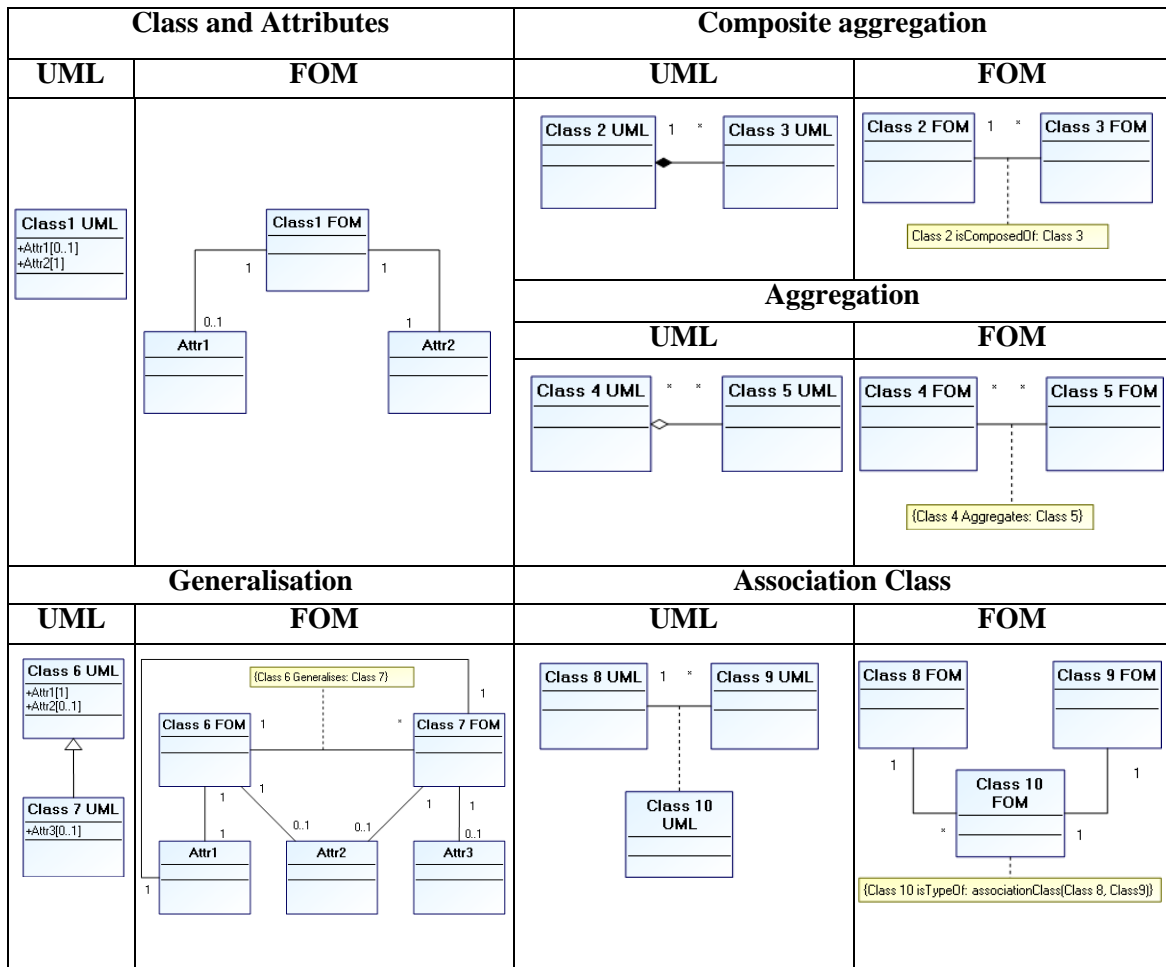 Class and Attributes
UML
FOM
Class1 UML
+Attr1[0..1]
+Attr2[1]
Class1 FOM
1
1
0..1
1
Attr1
Attr2
Composite aggregation
UML
FOM
Class 2 UML
1
*
Class 3 UML
Class 2 FOM
1
*
Class 3 FOM
Class 2 isComposedOf: Class 3
Aggregation
UML
FOM
Class 4 UML
*
*
Class 5 UML
Class 4 FOM
*
*
Class 5 FOM
{Class 4 Aggregates: Class 5}
Generalisation
UML
FOM
Class 6 UML
+Attr1[1]
+Attr2[0..1]
Class 7 UML
+Attr3[0..1]
{Class 6 Generalises: Class 7}
1
Class 6 FOM
1
*
Class 7 FOM
1
1
1
1
1
0..1
0..1
0..1
Attr1
Attr2
Attr3
1
Association Class
UML
FOM
Class 8 UML
1
*
Class 9 UML
Class 10
UML
Class 8 FOM
Class 9 FOM
1
1
Class 10
FOM
*
1
{Class 10 isTypeOf: associationClass(Class 8, Class9)}